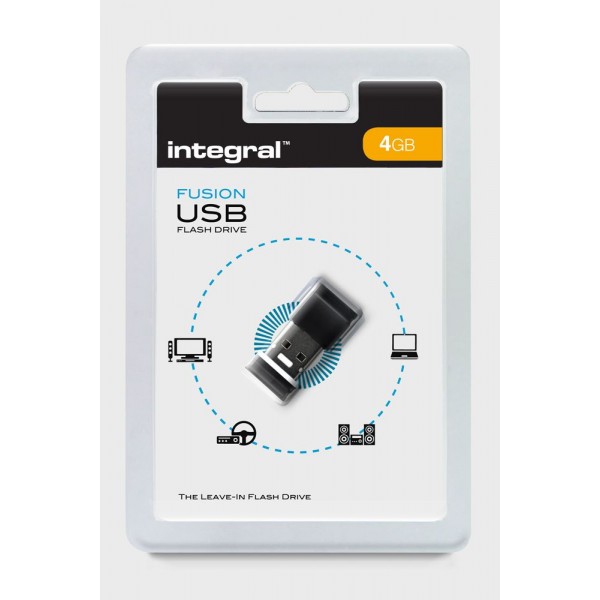 integral™
4GB
FUSION
USB
FLASH DRIVE
THE LEAVE-IN FLASH DRIVE